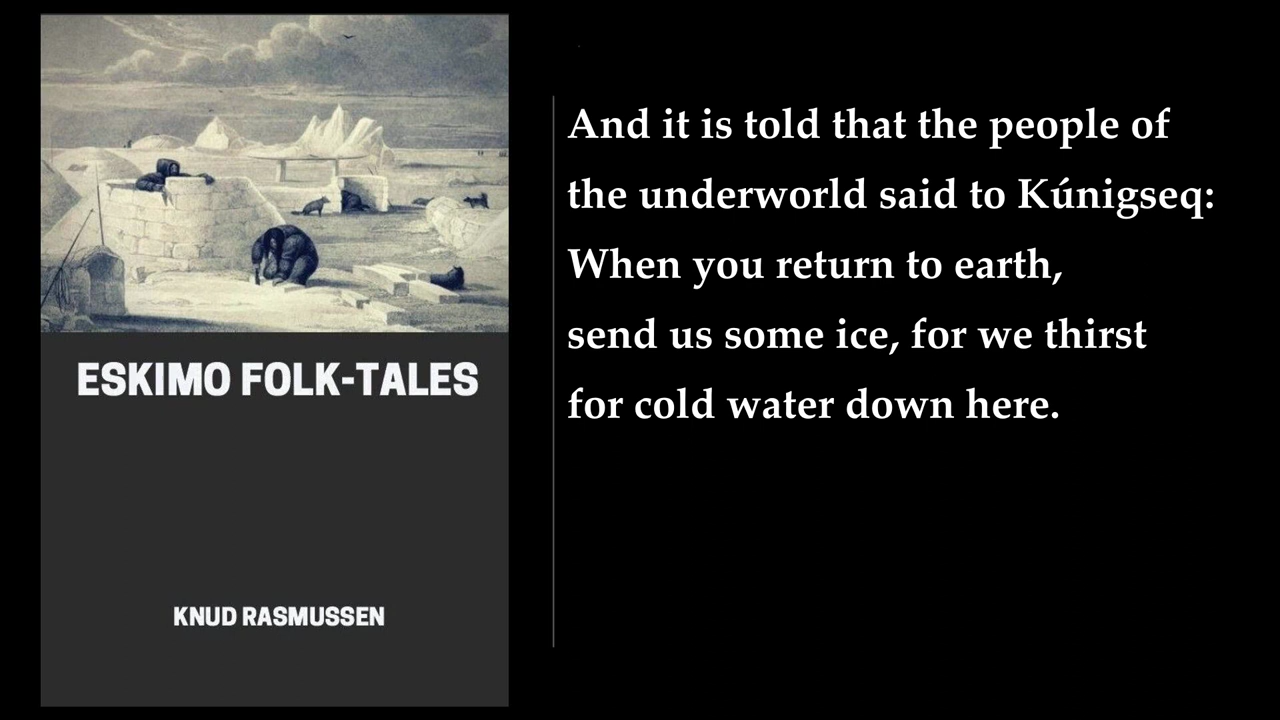 ESKIMO FOLK-TALES
KNUD RASMUSSEN
And it is told that the people of
the underworld said to Kúnigseq:
When you return to earth,
send us some ice, for we thirst
for cold water down here.